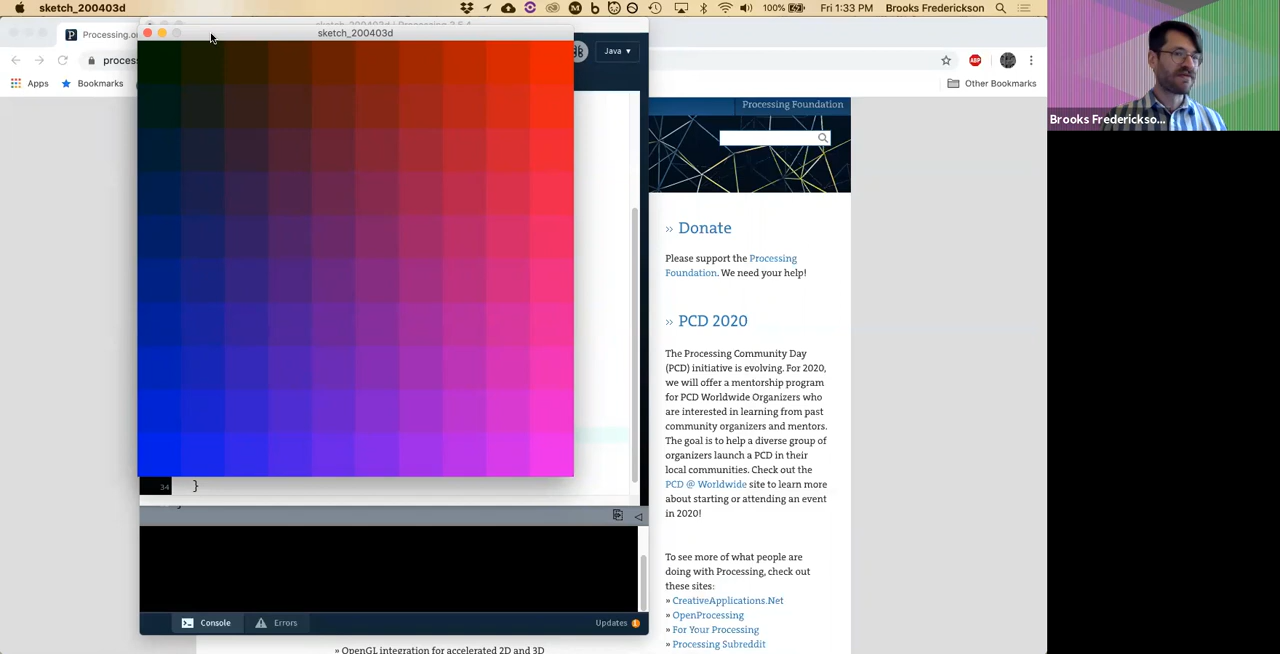 sketch_200403d
100%
Fri 1:33 PM
Brooks Frederickson
sketch_200403d
Processing.or
Java ▾
proces
ABP
Apps
Bookmarks
Other Bookmarks
Brooks Frederickso...
Processing Foundation
» Donate
Please support the Processing
Foundation. We need your help!
» PCD 2020
The Processing Community Day
(PCD) initiative is evolving. For 2020,
we will offer a mentorship program
for PCD Worldwide Organizers who
are interested in learning from past
community organizers and mentors.
The goal is to help a diverse group of
organizers launch a PCD in their
local communities. Check out the
PCD @ Worldwide site to learn more
about starting or attending an event
in 2020!
34 }
To see more of what people are
doing with Processing, check out
these sites:
» CreativeApplications.Net
» OpenProcessing
» For Your Processing
» Processing Subreddit
Console
Errors
Updates 1
» OpenGL integration for accelerated 2D and 3D